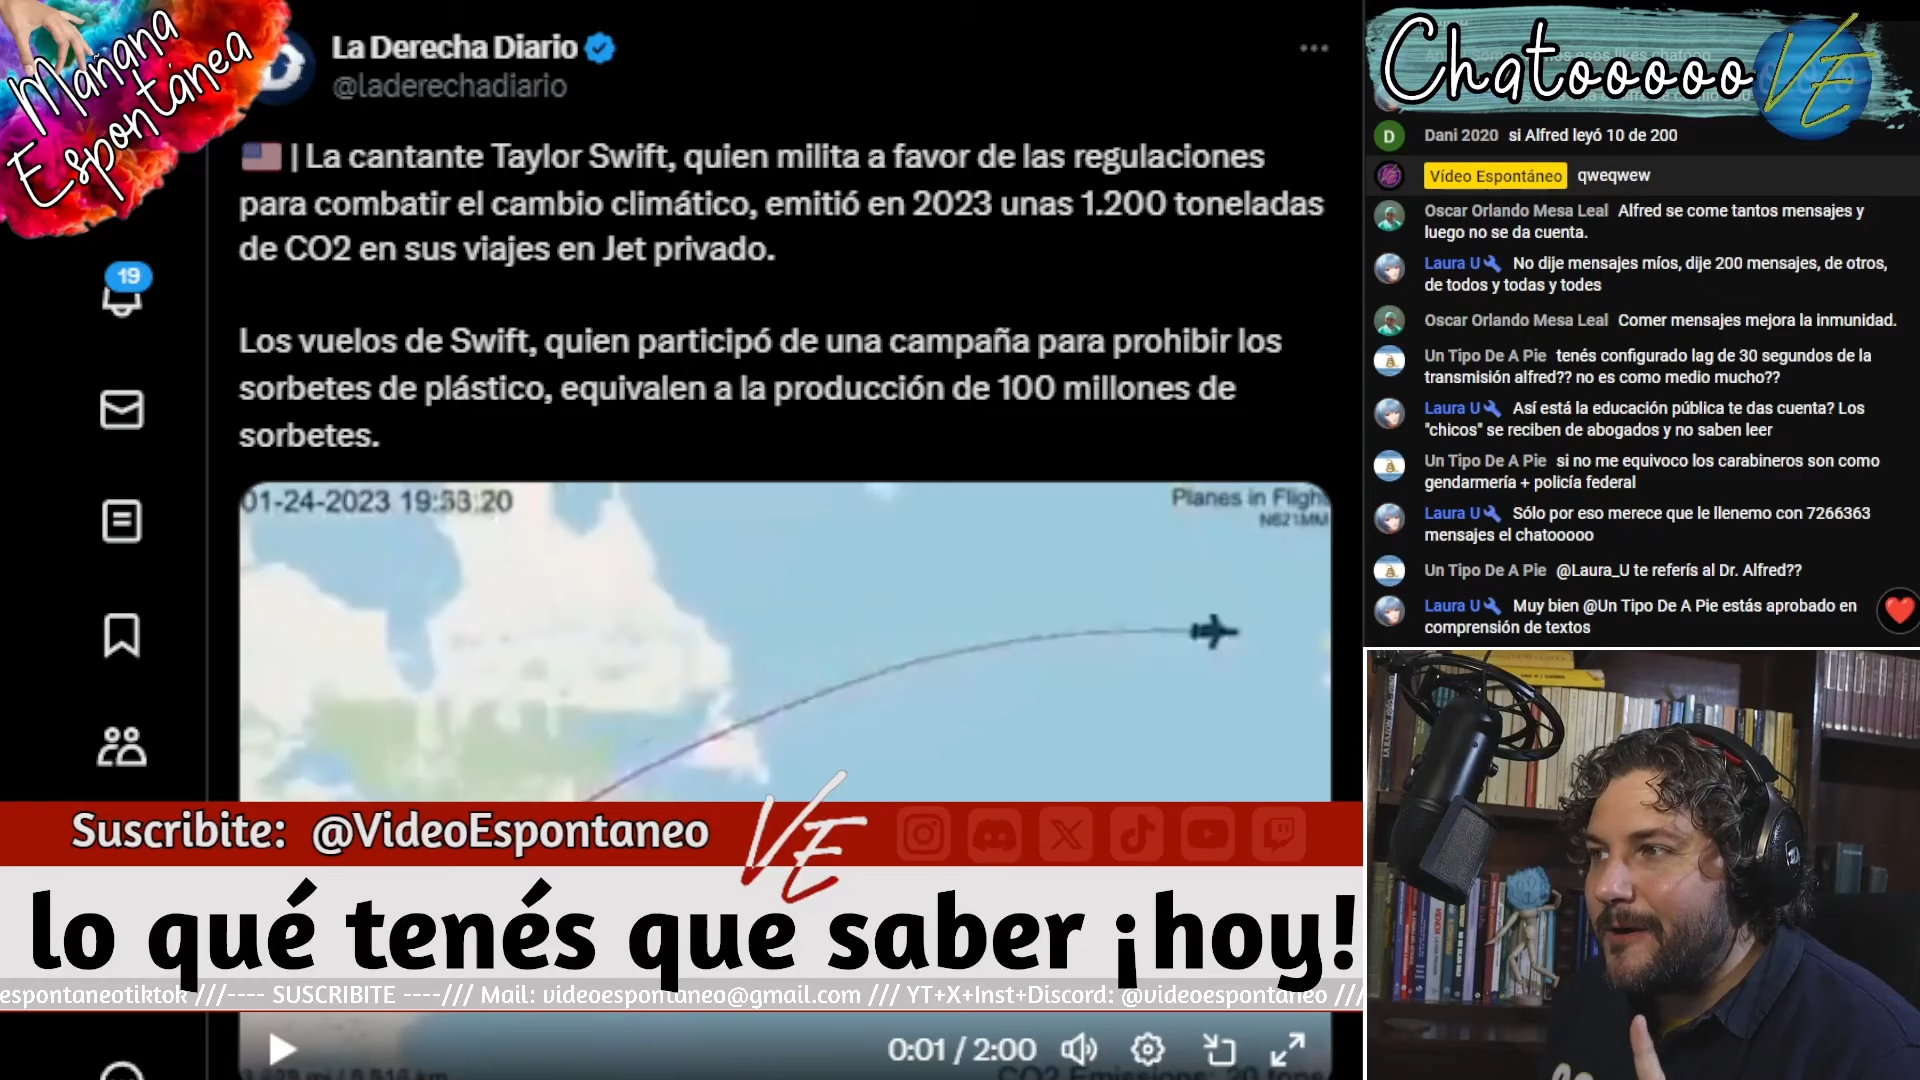 Mañana
Espontánea
La Derecha Diario
@laderechadiario
| La cantante Taylor Swift, quien milita a favor de las regulaciones
para combatir el cambio climático, emitió en 2023 unas 1.200 toneladas
de CO2 en sus viajes en Jet privado.
Los vuelos de Swift, quien participó de una campaña para prohibir los
sorbetes de plástico, equivalen a la producción de 100 millones de
sorbetes.
19
Planes in Flight
N621MM
Suscribite: @VideoEspontaneo
VE
lo qué tenés que saber ¡hoy!
espontaneotiktok ///---- SUSCRIBITE ----/// Mail: videoespontaneo@gmail.com /// YT+X+Inst+Discord: @videoespontaneo ///
0:01 / 2:00
Chatooooo VE
D Dani 2020 si Alfred leyó 10 de 200
Vídeo Espontáneo qweqwew
Oscar Orlando Mesa Leal Alfred se come tantos mensajes y
luego no se da cuenta.
Laura U No dije mensajes míos, dije 200 mensajes, de otros,
de todos y todas y todes
Oscar Orlando Mesa Leal Comer mensajes mejora la inmunidad.
Un Tipo De A Pie tenés configurado lag de 30 segundos de la
transmisión alfred?? no es como medio mucho??
Laura U Así está la educación pública te das cuenta? Los
"chicos" se reciben de abogados y no saben leer
Un Tipo De A Pie si no me equivoco los carabineros son como
gendarmería + policía federal
Laura U Sólo por eso merece que le llenemo con 7266363
mensajes el chatooooo
Un Tipo De A Pie @Laura_U te referís al Dr. Alfred??
Laura U Muy bien @Un Tipo De A Pie estás aprobado en
comprensión de textos